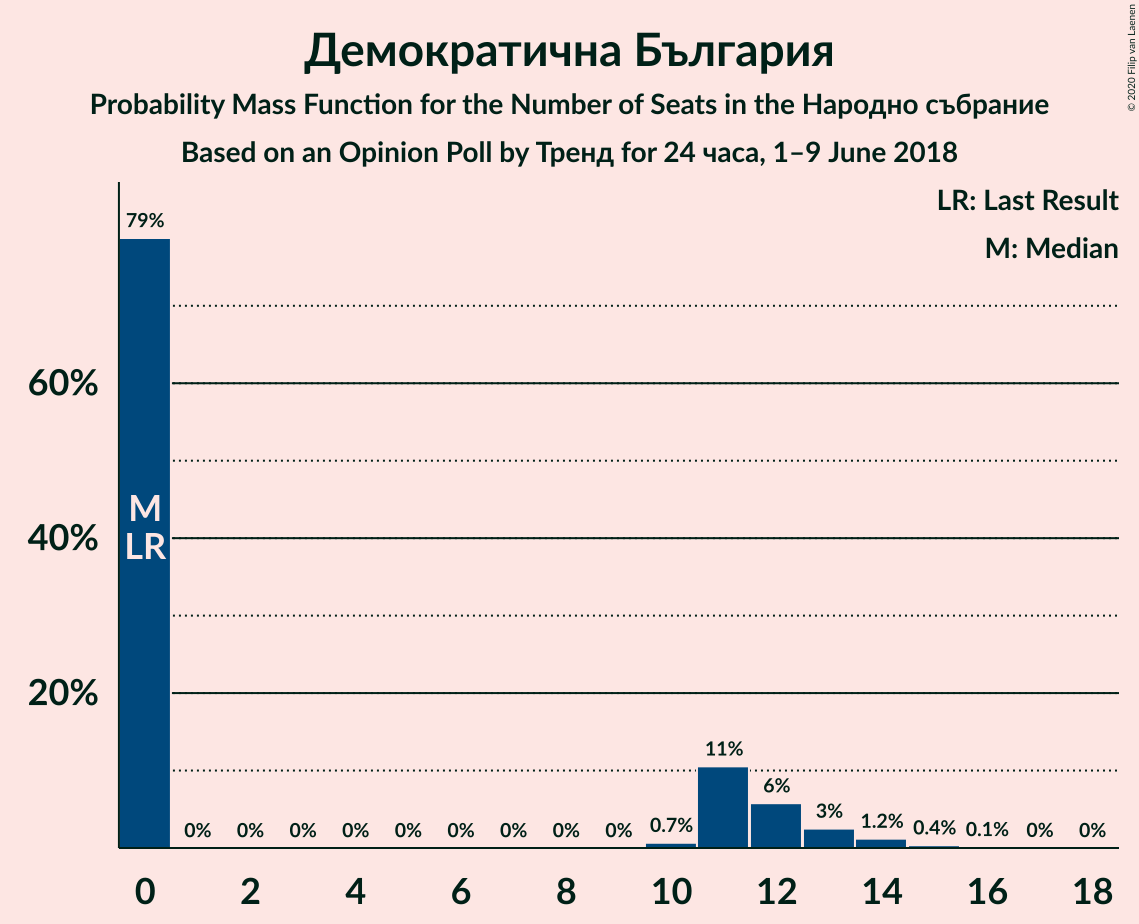 Демократична България
Probability Mass Function for the Number of Seats in the Народно събрание
Based on an Opinion Poll by Тренд for 24 часа, 1–9 June 2018
© 2020 Filip van Laenen
LR: Last Result
M: Median
79%
60%
M
40%
LR
20%
11%
6%
3%
0% 0% 0% 0% 0% 0% 0% 0% 0% 0.7% 1.2% 0.4% 0.1% 0% 0%
0 2 4 6 8 10 12 14 16 18